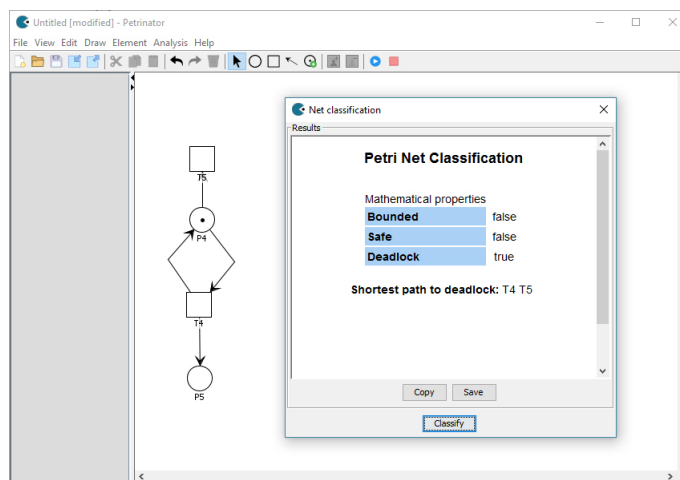 Untitled [modified] - Petrinator
File View Edit Draw Element Analysis Help
T5
P4
T4
P5
Net classification
Results
Petri Net Classification
Mathematical properties
Bounded false
Safe false
Deadlock true
Shortest path to deadlock: T4 T5
Copy Save
Classify